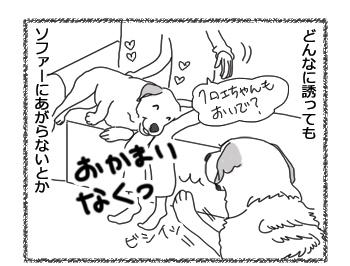 どんなに誘っても
クロエちゃんも
おいで？
おかまい
なくっ
ビシイッ
ソファーにあがらないとか